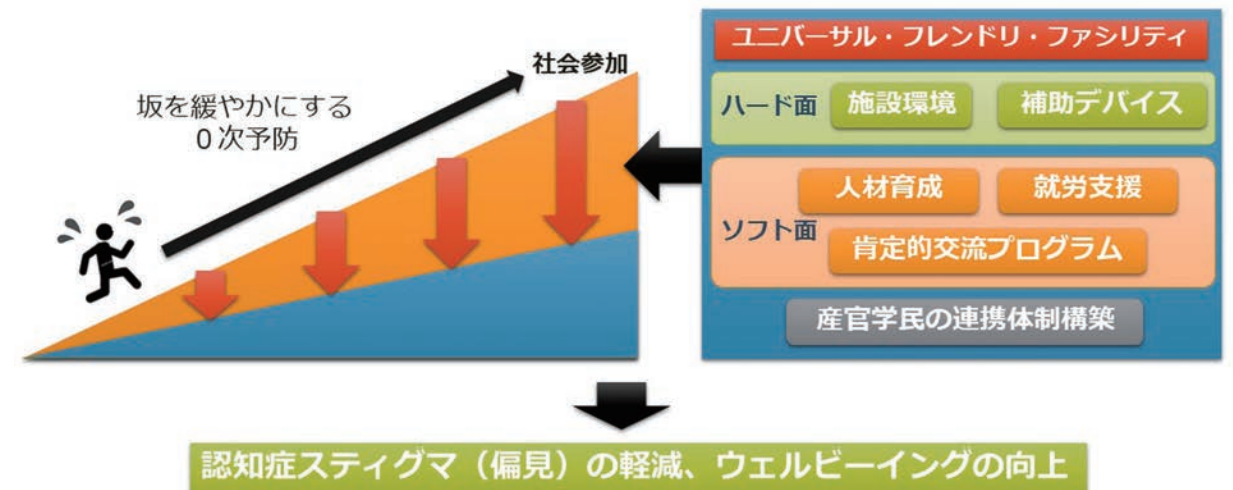 社会参加
坂を緩やかにする
0次予防
ユニバーサル・フレンドリ・ファシリティ
ハード面
施設環境
補助デバイス
ソフト面
人材育成
就労支援
肯定的交流プログラム
産官学民の連携体制構築
認知症スティグマ（偏見）の軽減、ウェルビーイングの向上